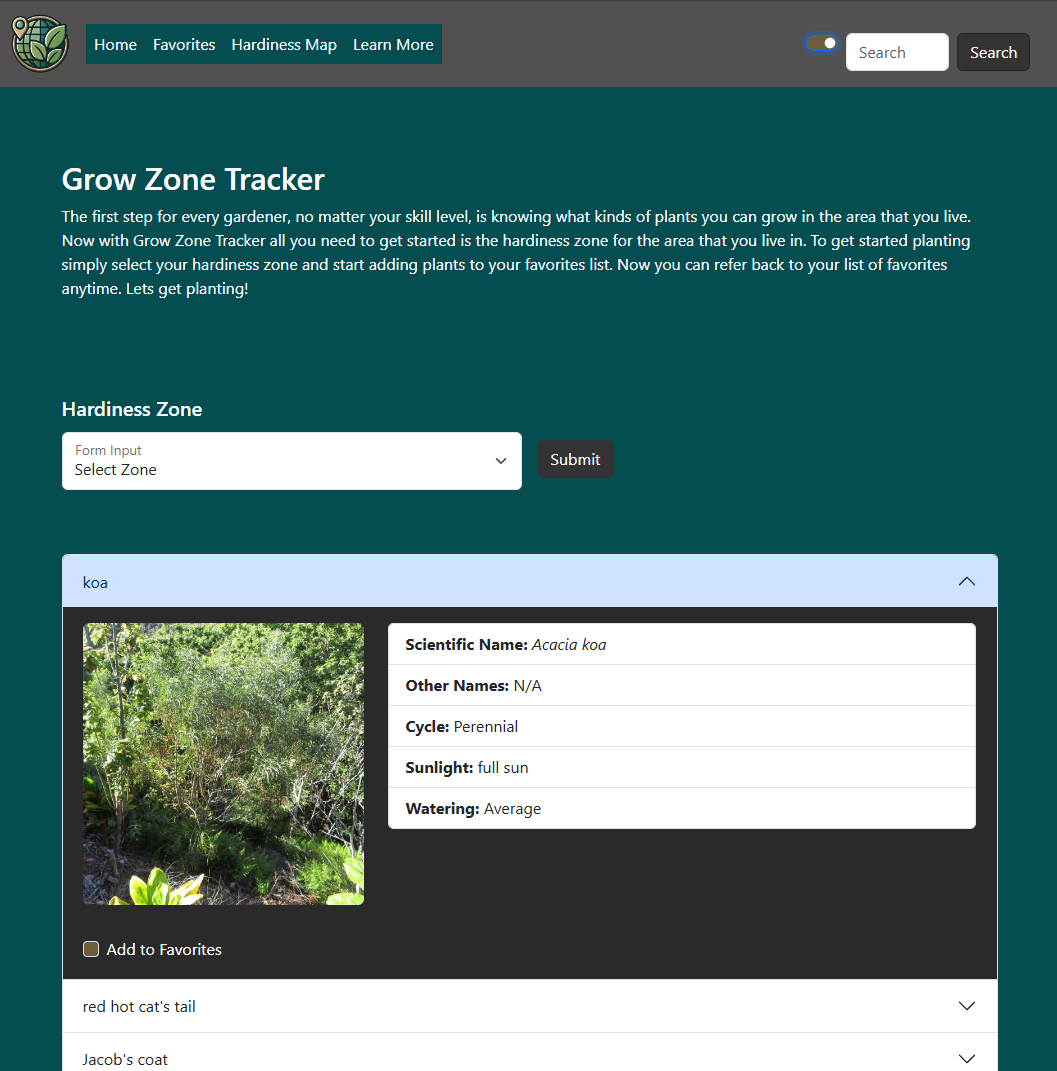 Home Favorites Hardiness Map Learn More Search Search
Grow Zone Tracker
The first step for every gardener, no matter your skill level, is knowing what kinds of plants you can grow in the area that you live.
Now with Grow Zone Tracker all you need to get started is the hardiness zone for the area that you live in. To get started planting
simply select your hardiness zone and start adding plants to your favorites list. Now you can refer back to your list of favorites
anytime. Lets get planting!
Hardiness Zone
Form Input
Select Zone
Submit
koa
Scientific Name: Acacia koa
Other Names: N/A
Cycle: Perennial
Sunlight: full sun
Watering: Average
Add to Favorites
red hot cat's tail
Jacob's coat